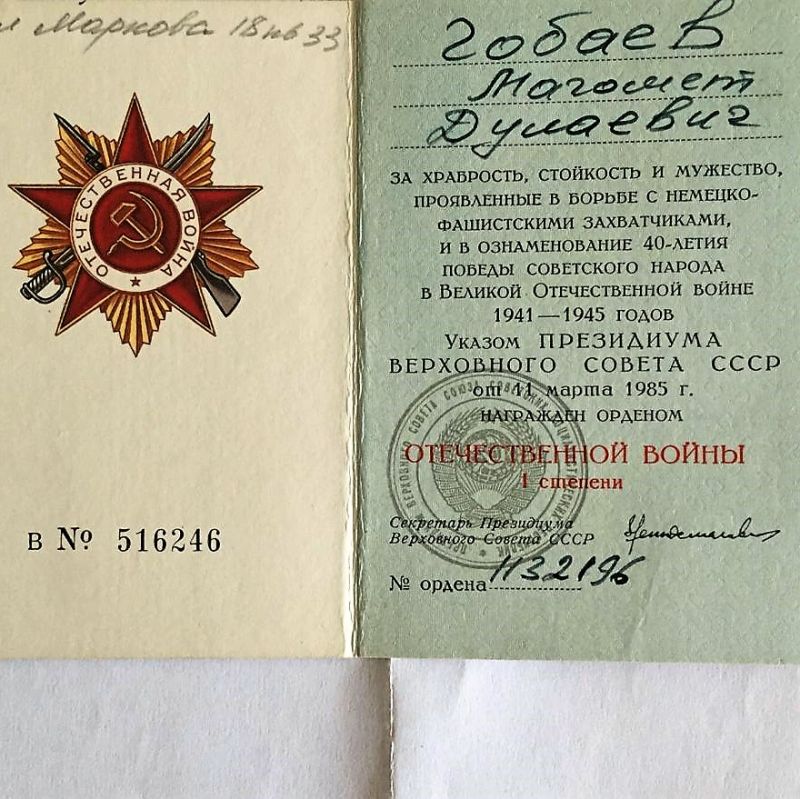 л Маркова 18 кв 33
ОТЕЧЕСТВЕННАЯ ВОЙНА
В № 516246
Гобаев
Магомет
Дулаевич
ЗА ХРАБРОСТЬ, СТОЙКОСТЬ И МУЖЕСТВО,
ПРОЯВЛЕННЫЕ В БОРЬБЕ С НЕМЕЦКО-
ФАШИСТСКИМИ ЗАХВАТЧИКАМИ,
И В ОЗНАМЕНОВАНИЕ 40-ЛЕТИЯ
ПОБЕДЫ СОВЕТСКОГО НАРОДА
В ВЕЛИКОЙ ОТЕЧЕСТВЕННОЙ ВОЙНЕ
1941—1945 ГОДОВ
УКАЗОМ ПРЕЗИДИУМА
ВЕРХОВНОГО СОВЕТА СССР
от 11 марта 1985 г.
НАГРАЖДЕН ОРДЕНОМ
ОТЕЧЕСТВЕННОЙ ВОЙНЫ
I степени
Секретарь Президиума
Верховного Совета СССР
№ ордена 1132196